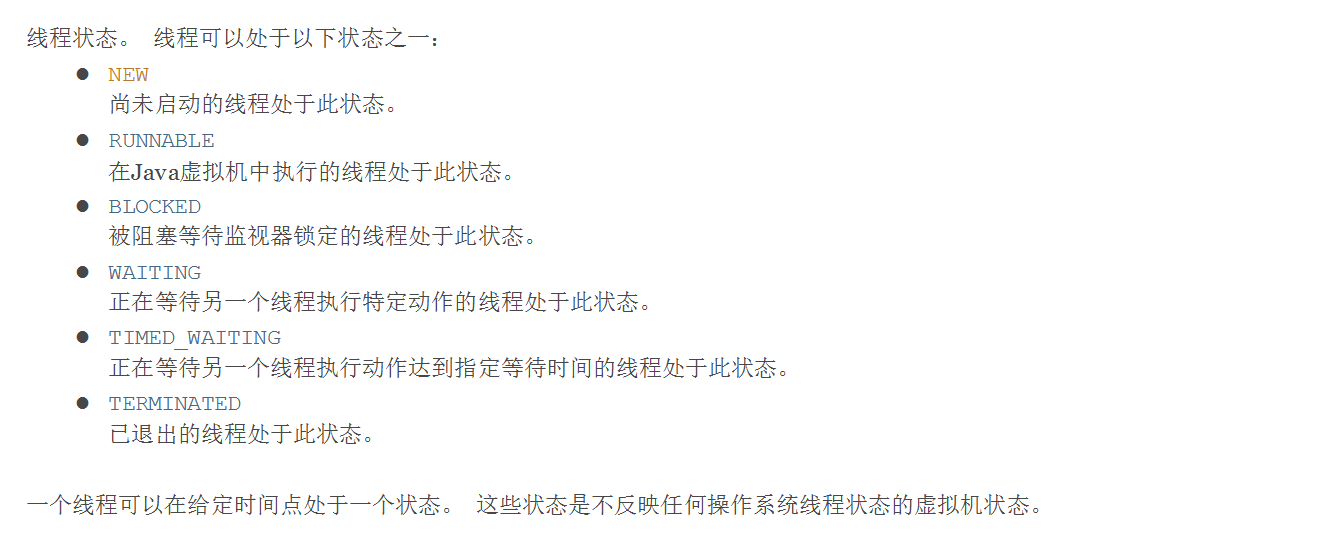 线程状态。 线程可以处于以下状态之一：
● NEW
尚未启动的线程处于此状态。
● RUNNABLE
在Java虚拟机中执行的线程处于此状态。
● BLOCKED
被阻塞等待监视器锁定的线程处于此状态。
● WAITING
正在等待另一个线程执行特定动作的线程处于此状态。
● TIMED_WAITING
正在等待另一个线程执行动作达到指定等待时间的线程处于此状态。
● TERMINATED
已退出的线程处于此状态。
一个线程可以在给定时间点处于一个状态。 这些状态是不反映任何操作系统线程状态的虚拟机状态。